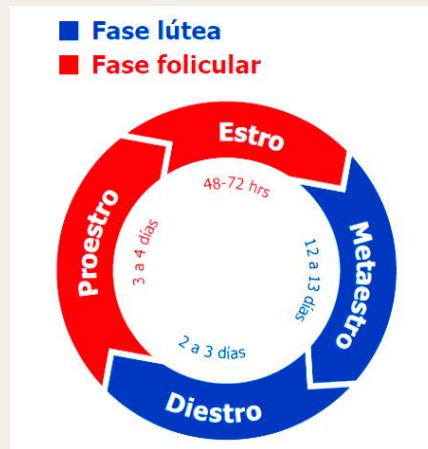 Fase lútea
Fase folicular
Estro
48-72 hrs
Proestro
3 a 4 días
Metaestro
12 a 13 días
2 a 3 días
Diestro